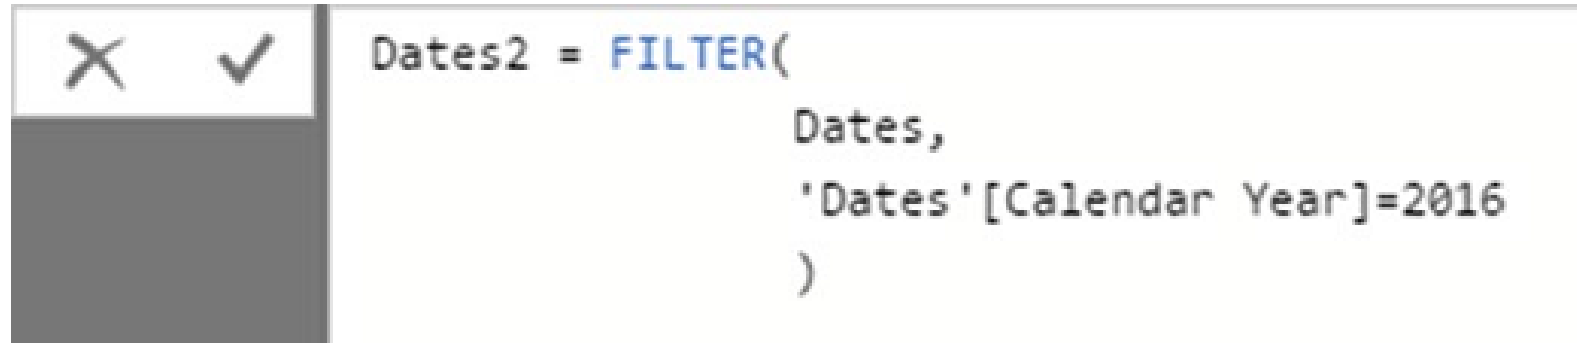 Dates2 = FILTER(
Dates,
'Dates'[Calendar Year]=2016
)